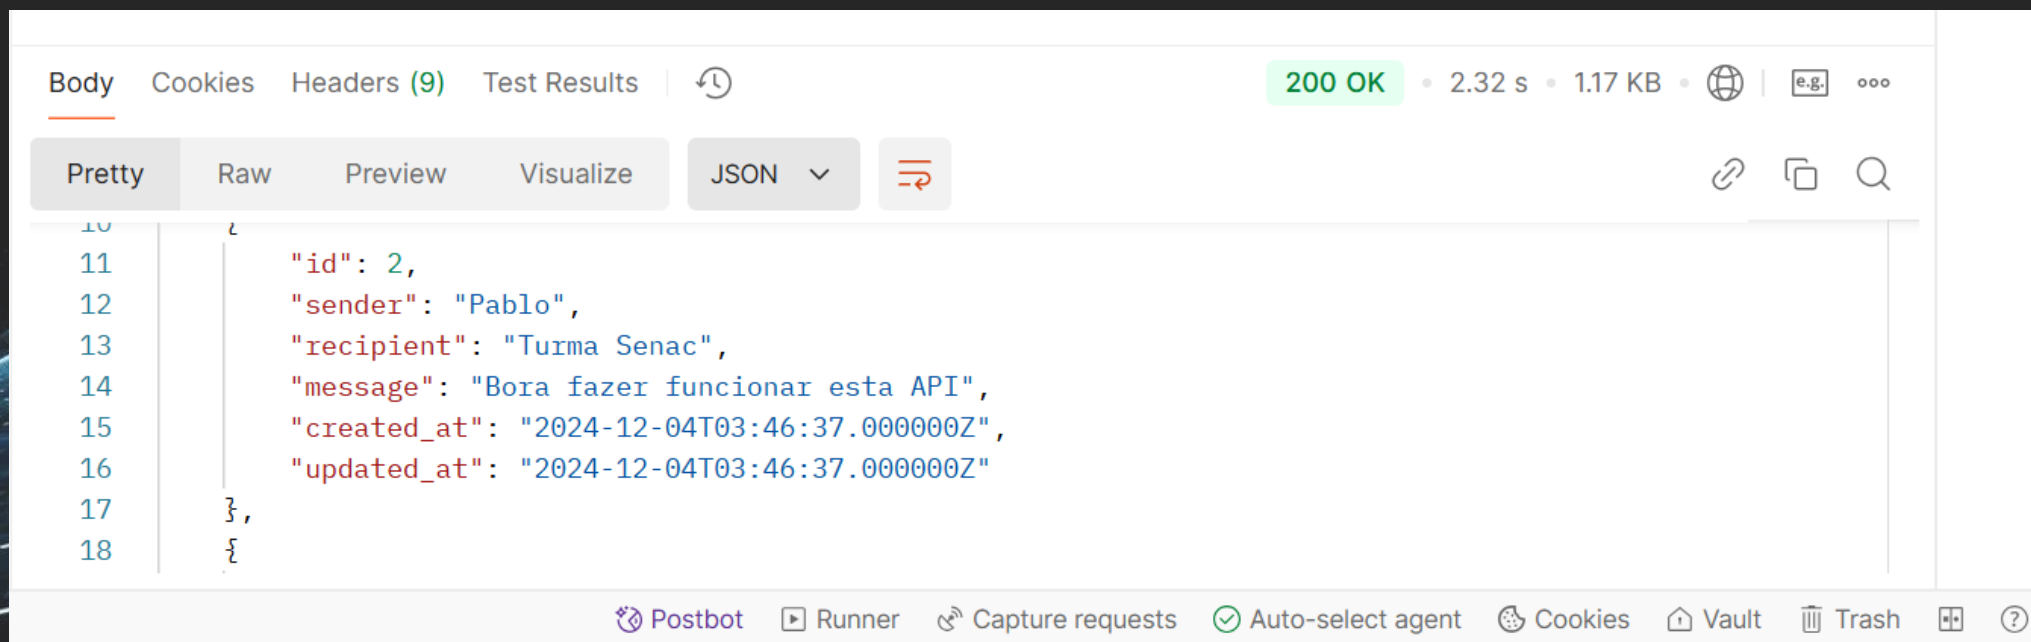 Body Cookies Headers (9) Test Results 200 OK • 2.32 s • 1.17 KB • e.g. ooo
Pretty Raw Preview Visualize JSON
10 {
11 "id": 2,
12 "sender": "Pablo",
13 "recipient": "Turma Senac",
14 "message": "Bora fazer funcionar esta API",
15 "created_at": "2024-12-04T03:46:37.000000Z",
16 "updated_at": "2024-12-04T03:46:37.000000Z"
17 },
18 {
Postbot Runner Capture requests Auto-select agent Cookies Vault Trash ?